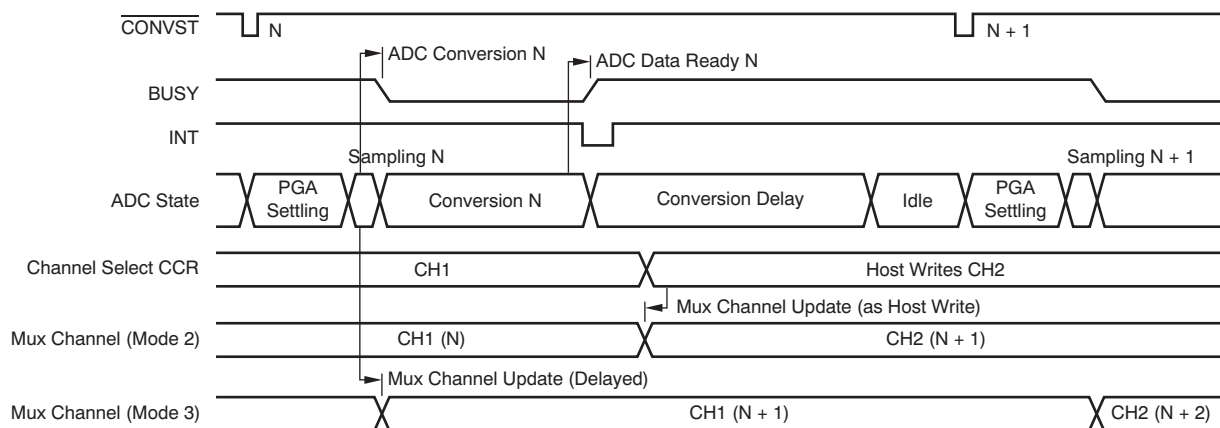 CONVST
N
N + 1
ADC Conversion N
ADC Data Ready N
BUSY
INT
Sampling N
Sampling N + 1
ADC State
PGA
Settling
Conversion N
Conversion Delay
Idle
PGA
Settling
Channel Select CCR
CH1
Host Writes CH2
Mux Channel Update (as Host Write)
Mux Channel (Mode 2)
CH1 (N)
CH2 (N + 1)
Mux Channel Update (Delayed)
Mux Channel (Mode 3)
CH1 (N + 1)
CH2 (N + 2)